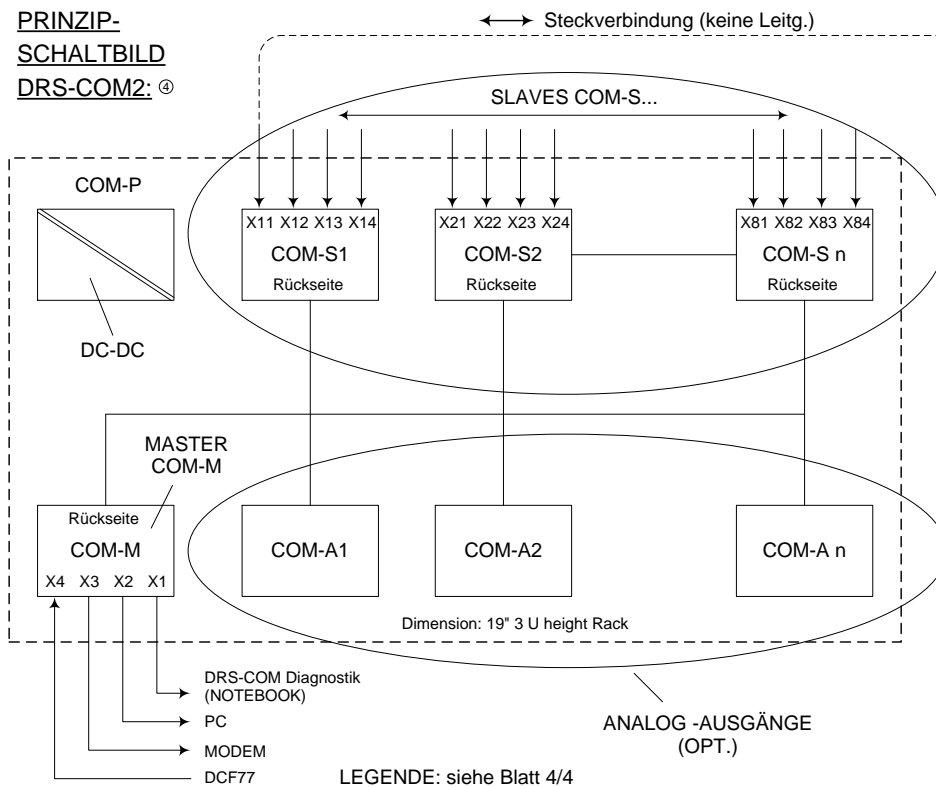 PRINZIP-
SCHALTBILD
DRS-COM2: ④
Steckverbindung (keine Leitg.)
SLAVES COM-S...
COM-P
X11 X12 X13 X14
COM-S1
Rückseite
X21 X22 X23 X24
COM-S2
Rückseite
X81 X82 X83 X84
COM-S n
Rückseite
DC-DC
MASTER
COM-M
Rückseite
COM-M
X4 X3 X2 X1
COM-A1
COM-A2
COM-A n
Dimension: 19" 3 U height Rack
DRS-COM Diagnostik
(NOTEBOOK)
PC
MODEM
DCF77
ANALOG -AUSGÄNGE
(OPT.)
LEGENDE: siehe Blatt 4/4